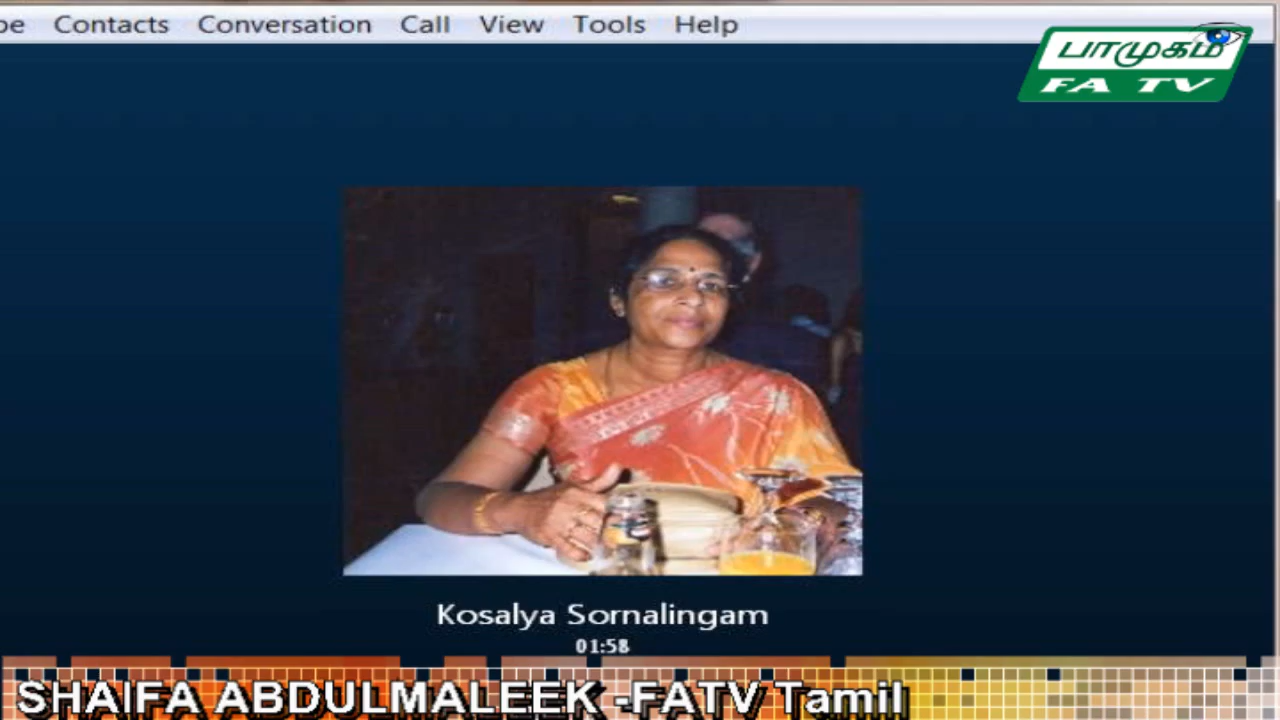 pe Contacts Conversation Call View Tools Help
பாமுகம்
FA TV
Kosalya Sornalingam
01:58
SHAIFA ABDULMALEEK -FATV Tamil